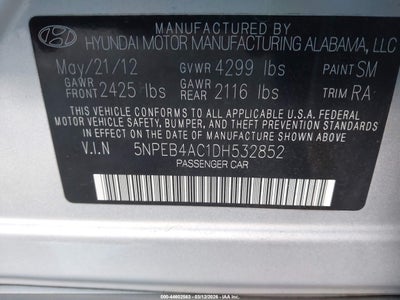 MANUFACTURED BY
HYUNDAI MOTOR MANUFACTURING ALABAMA, LLC
May/21/12 GVWR 4299 lbs PAINT SM
GAWR FRONT 2425 lbs GAWR REAR 2116 lbs TRIM RA
THIS VEHICLE CONFORMS TO ALL APPLICABLE U.S.A. FEDERAL
MOTOR VEHICLE SAFETY, BUMPER, AND THEFT PREVENTION
STANDARDS IN EFFECT ON THE DATE OF MANUFACTURE SHOWN ABOVE
V.I.N 5NPEB4AC1DH532852
PASSENGER CAR